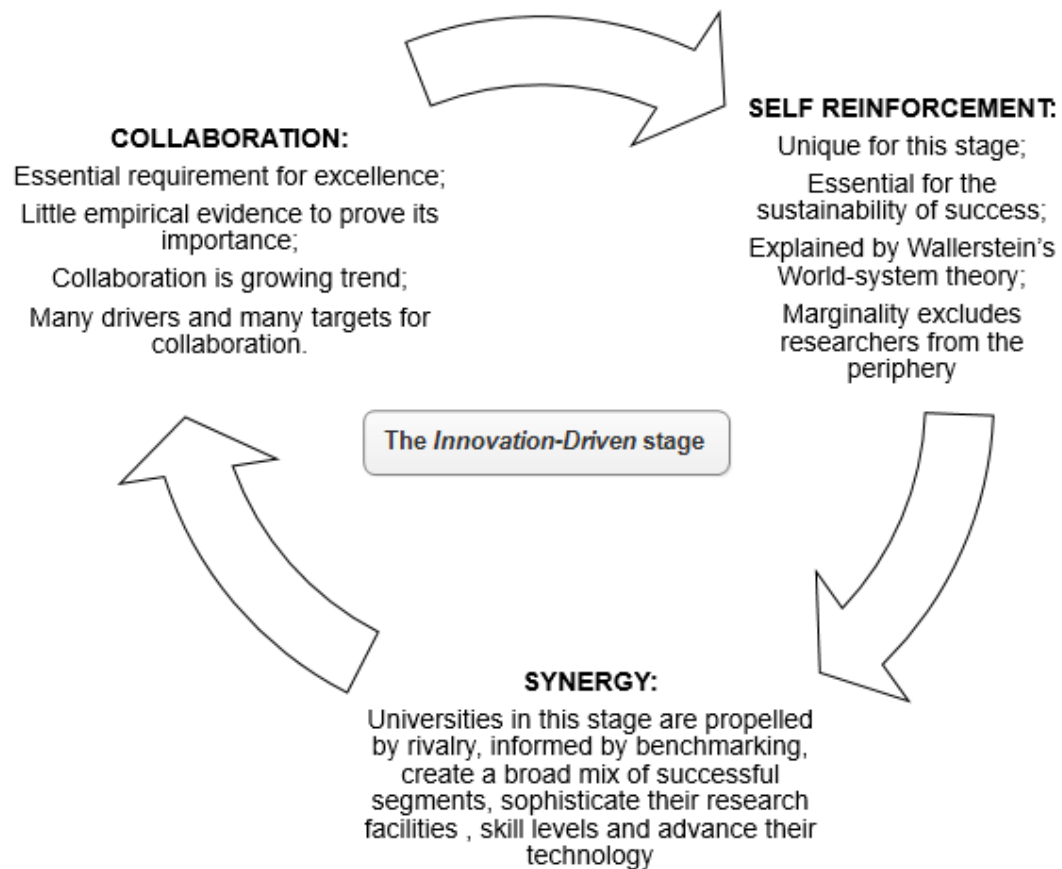 COLLABORATION:
Essential requirement for excellence;
Little empirical evidence to prove its
importance;
Collaboration is growing trend;
Many drivers and many targets for
collaboration.
SELF REINFORCEMENT:
Unique for this stage;
Essential for the
sustainability of success;
Explained by Wallerstein's
World-system theory;
Marginality excludes
researchers from the
periphery
The Innovation-Driven stage
SYNERGY:
Universities in this stage are propelled
by rivalry, informed by benchmarking,
create a broad mix of successful
segments, sophisticate their research
facilities , skill levels and advance their
technology